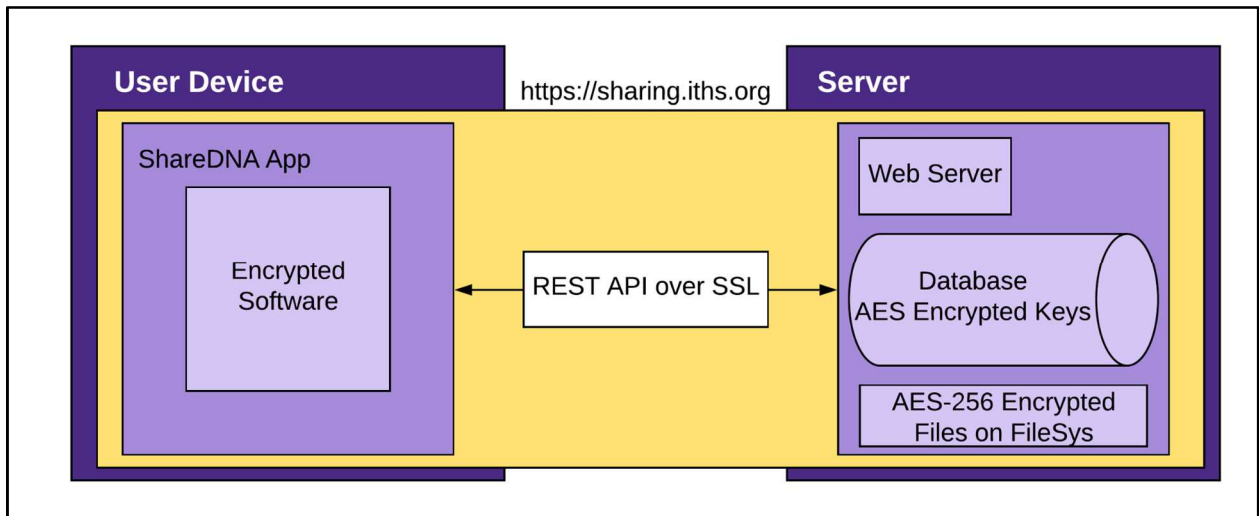 User Device
https://sharing.iths.org
Server
ShareDNA App
Encrypted
Software
REST API over SSL
Web Server
Database
AES Encrypted Keys
AES-256 Encrypted
Files on FileSys